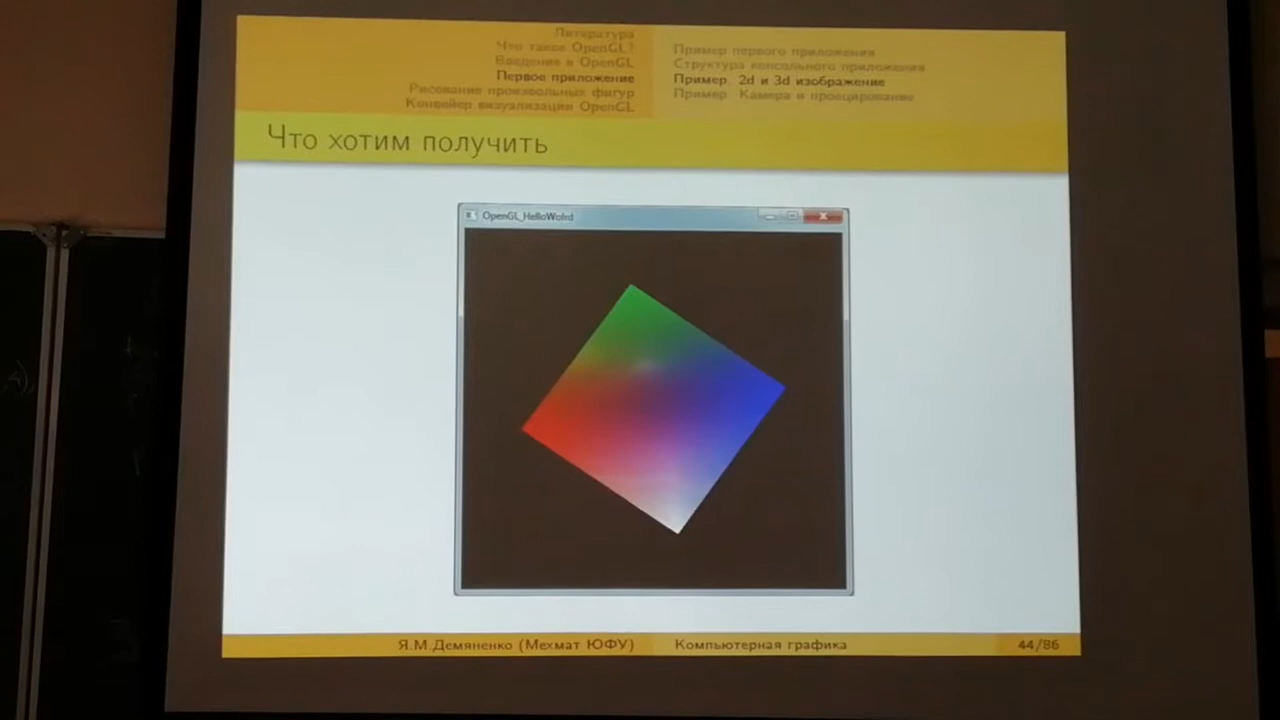 Литература
Что такое OpenGL?
Введение в OpenGL
Первое приложение
Рисование произвольных фигур
Конвейер визуализации OpenGL
Пример первого приложения
Структура консольного приложения
Пример. 2d и 3d изображение
Пример. Камера и проецирование
Что хотим получить
OpenGL_HelloWolrd
Я.М.Демяненко (Мехмат ЮФУ)
Компьютерная графика
44/86